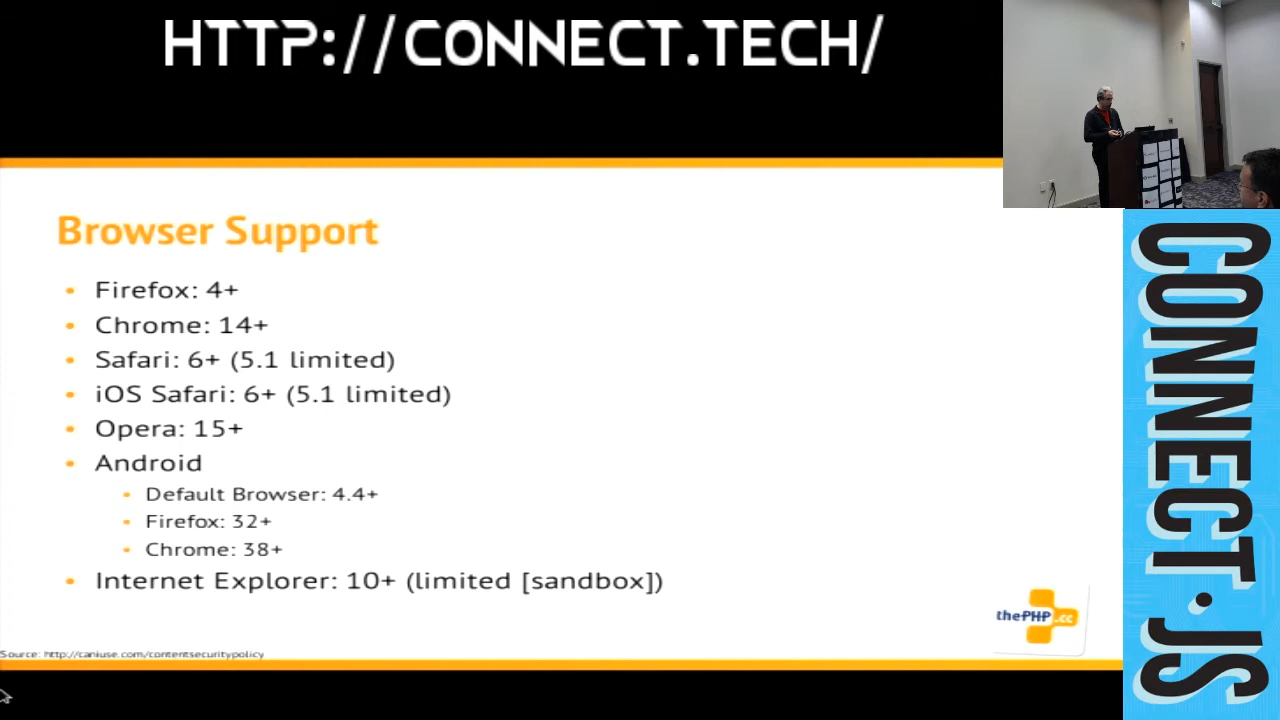 HTTP://CONNECT.TECH/
Browser Support
• Firefox: 4+
• Chrome: 14+
• Safari: 6+ (5.1 limited)
• iOS Safari: 6+ (5.1 limited)
• Opera: 15+
• Android
• Default Browser: 4.4+
• Firefox: 32+
• Chrome: 38+
• Internet Explorer: 10+ (limited [sandbox])
thePHP.cc
Source: http://caniuse.com/contentsecuritypolicy
CONNECT.JS